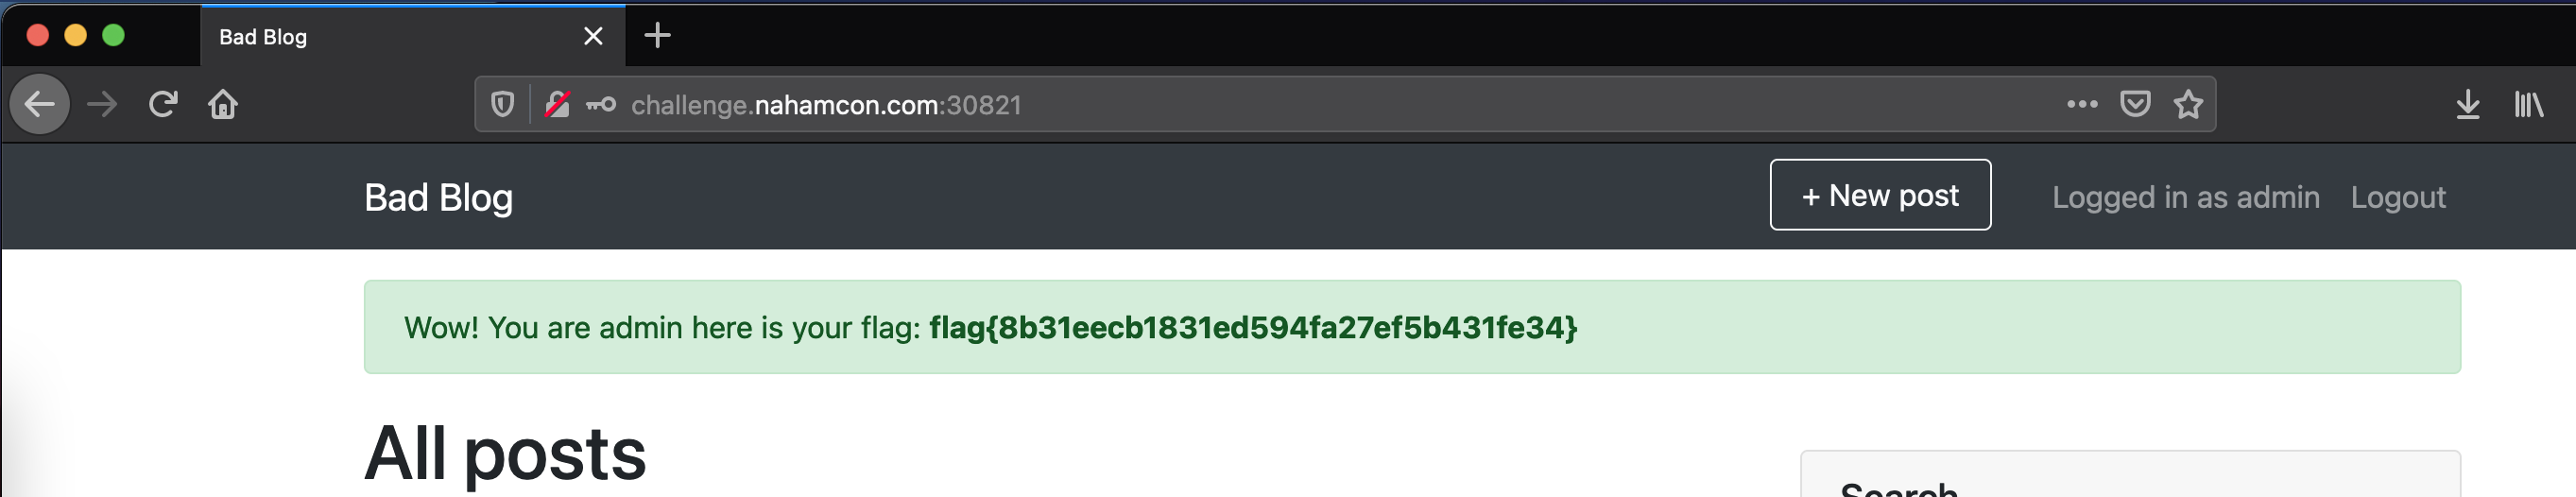 Bad Blog
challenge.nahamcon.com:30821
Bad Blog + New post Logged in as admin Logout
Wow! You are admin here is your flag: flag{8b31eecb1831ed594fa27ef5b431fe34}
All posts
Search